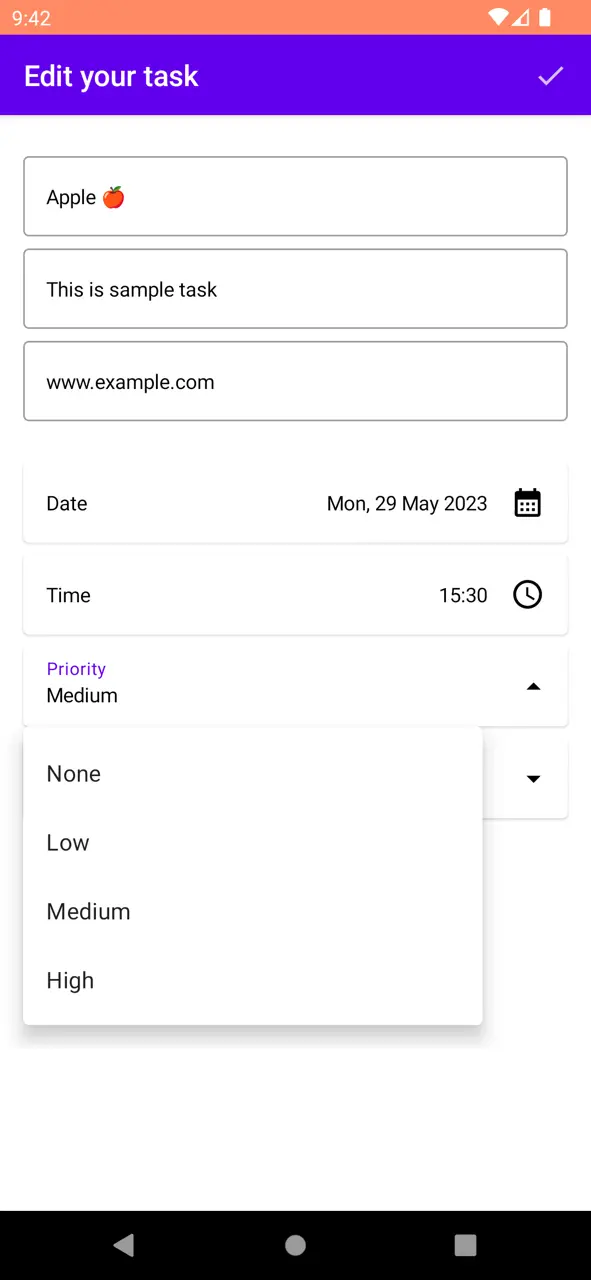 9:42
Edit your task
Apple 🍎
This is sample task
www.example.com
Date Mon, 29 May 2023
Time 15:30
Priority
Medium
None
Low
Medium
High